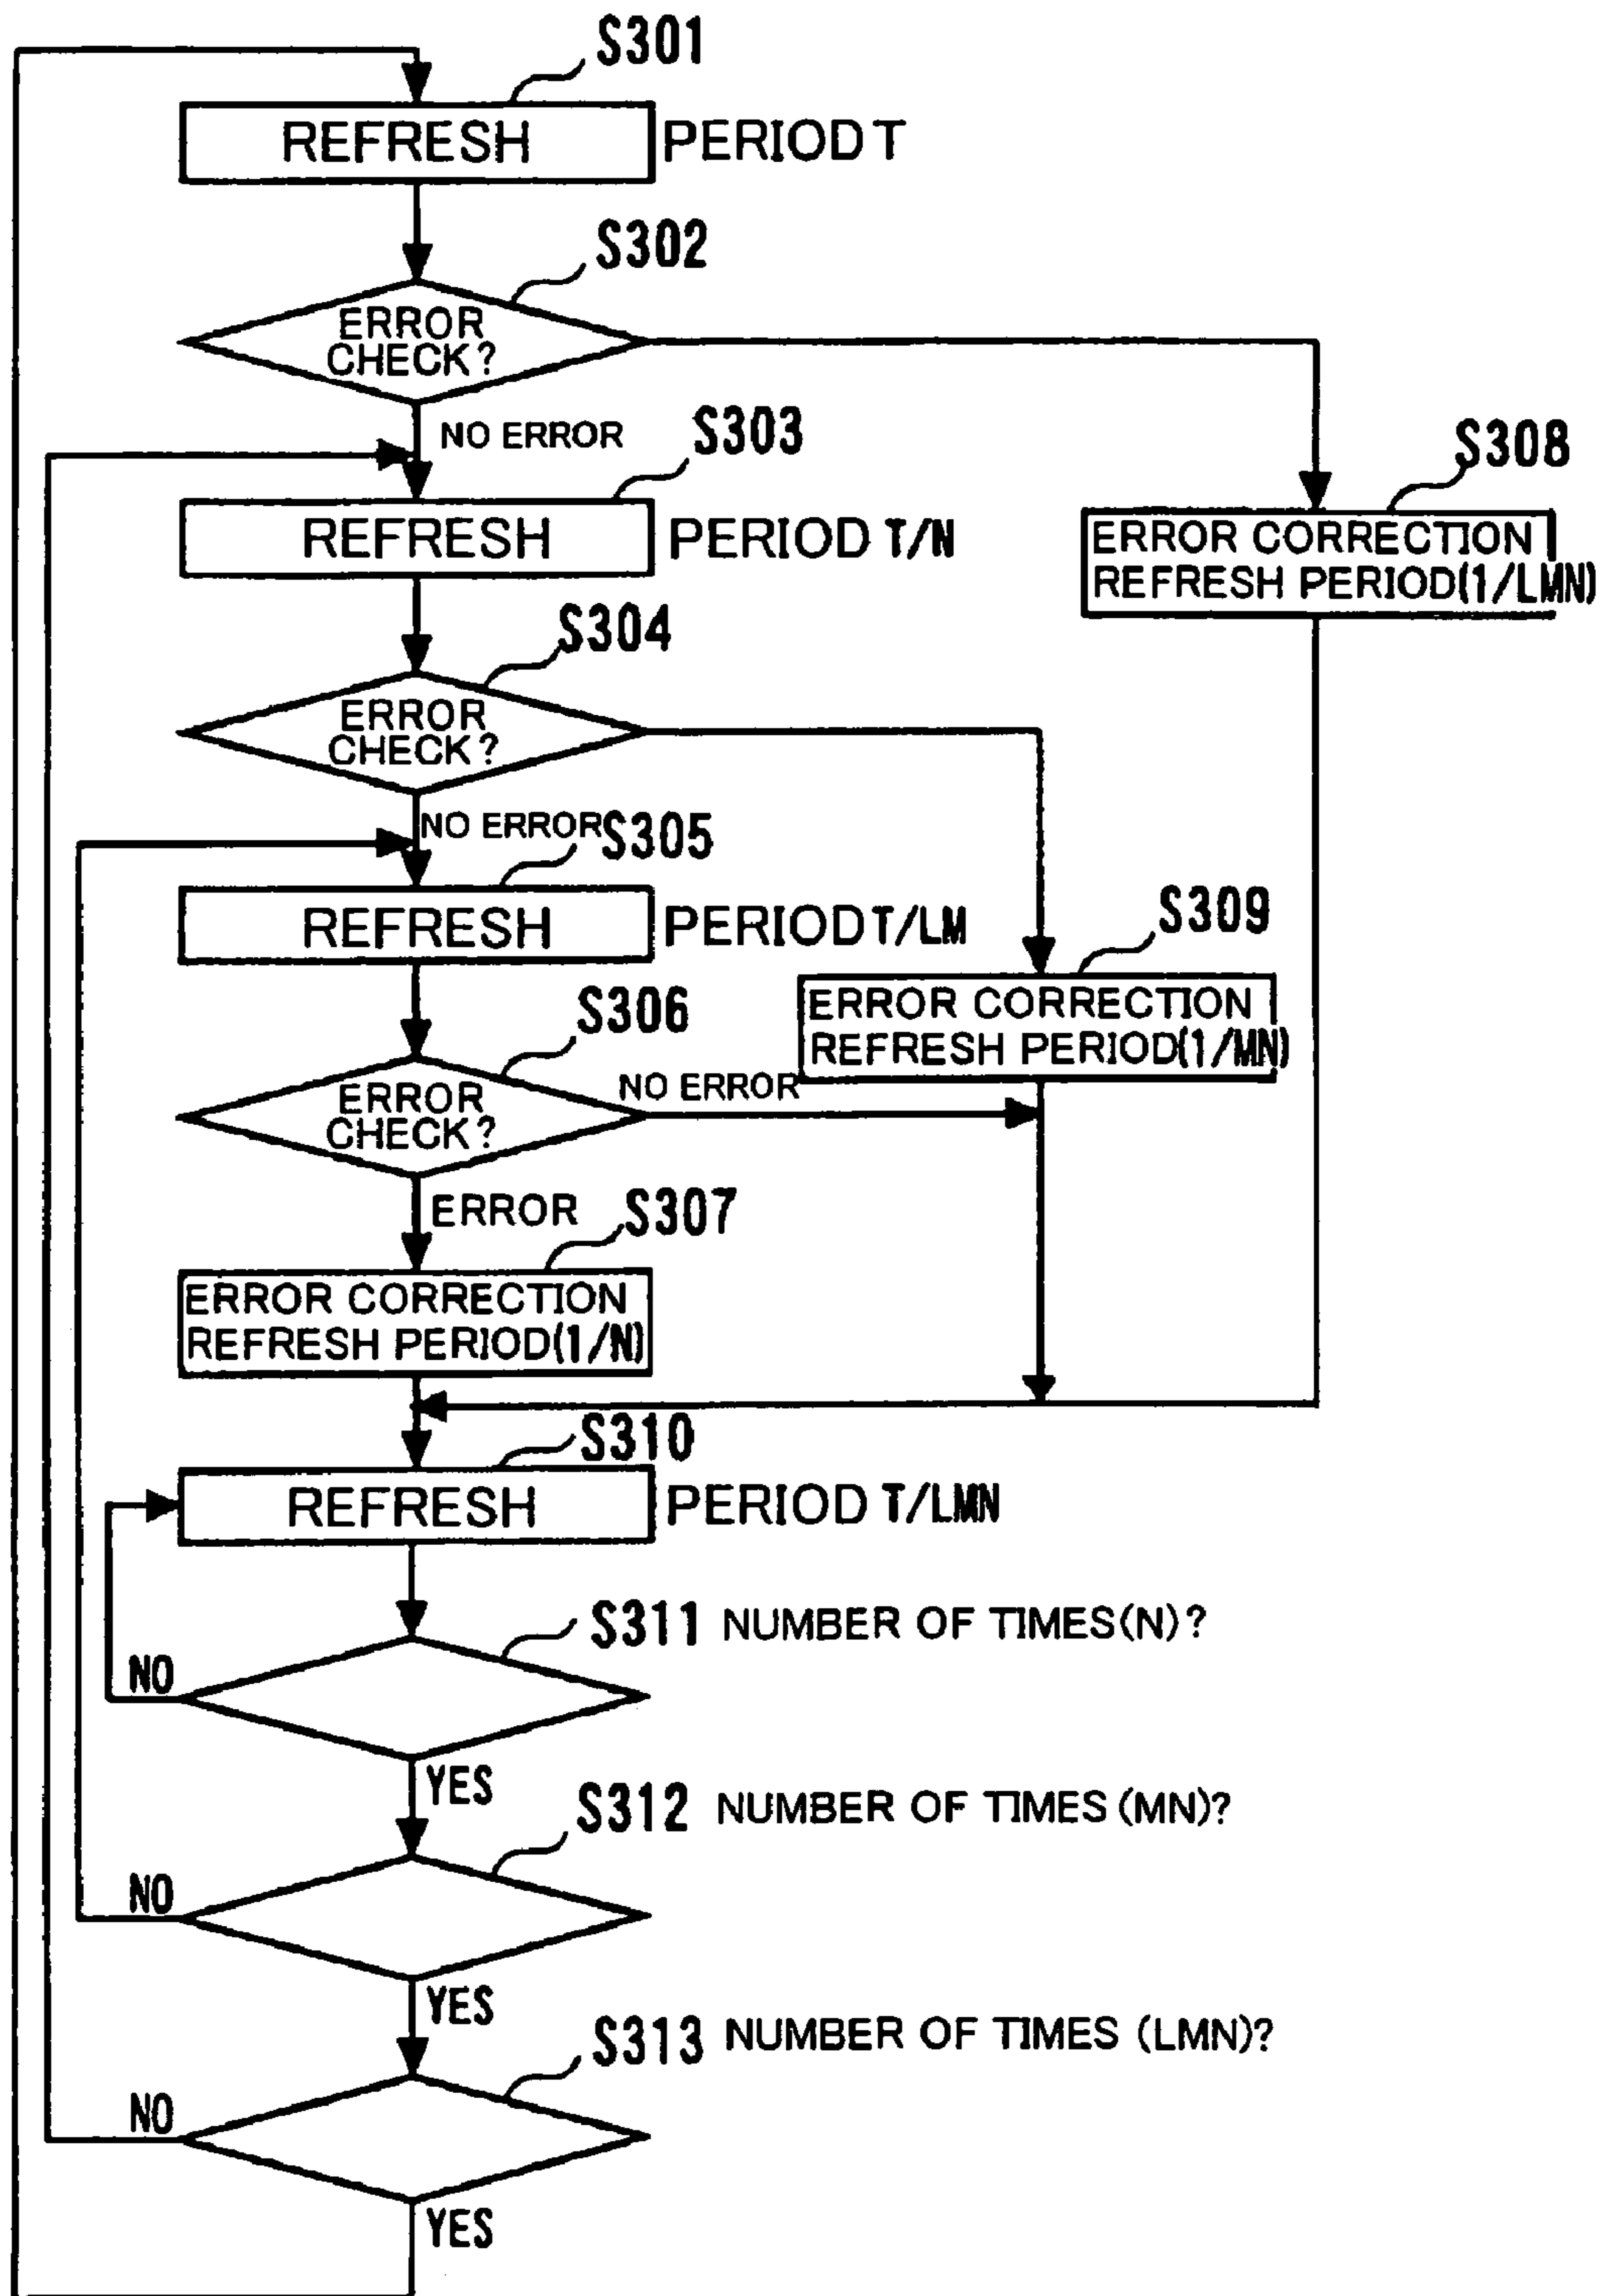 S301
REFRESH PERIOD T
S302
ERROR
CHECK?
NO ERROR
S303
REFRESH PERIOD T/N
S308
ERROR CORRECTION
REFRESH PERIOD(1/LMN)
S304
ERROR
CHECK?
NO ERROR
S305
REFRESH PERIOD T/LM
S309
ERROR CORRECTION
REFRESH PERIOD(1/MN)
S306
ERROR
CHECK?
NO ERROR
ERROR
S307
ERROR CORRECTION
REFRESH PERIOD(1/N)
S310
REFRESH PERIOD T/LMN
S311 NUMBER OF TIMES(N)?
NO
YES
S312 NUMBER OF TIMES (MN)?
NO
YES
S313 NUMBER OF TIMES (LMN)?
NO
YES